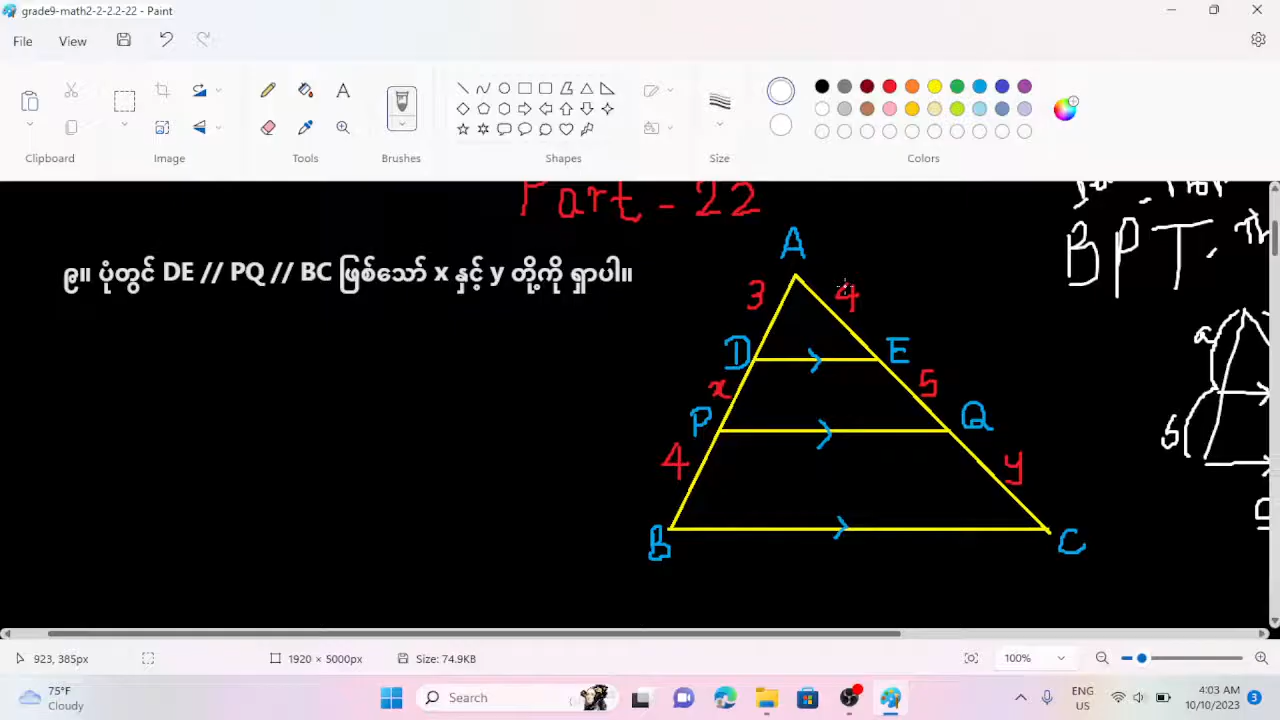 grade9-math2-2-2.2-22 - Paint
File View
Clipboard Image Tools Brushes Shapes Size Colors
Part - 22
BPT.
၉။ ပုံတွင် DE // PQ // BC ဖြစ်သော် x နှင့် y တို့ကို ရှာပါ။
A
3 4
D E
x 5
P Q
4 y
B C
a
b
923, 385px 1920 × 5000px Size: 74.9KB 100%
75°F
Cloudy
Search
ENG
US
4:03 AM
10/10/2023
3